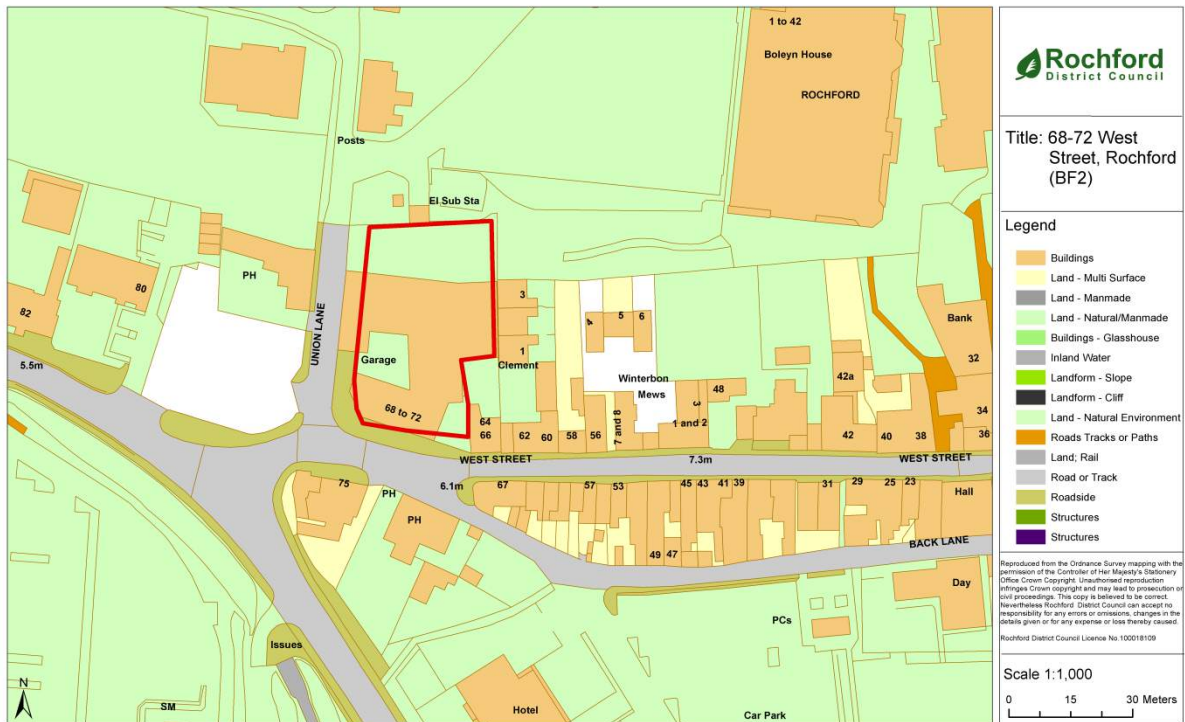 1 to 42
Boleyn House
ROCHFORD
Posts
El Sub Sta
PH
80
82
5.5m
UNION LANE
Garage
68 to 72
3
1
Clement
4
5
6
Winterbon
Mews
48
3
1 and 2
7 and 8
64
66
62
60
58
56
42a
42
40
38
Bank
32
34
36
WEST STREET
7.3m
WEST STREET
75
PH
PH
6.1m
67
57
53
45
43
41
39
31
29
25
23
Hall
49
47
BACK LANE
Day
PCs
Issues
SM
Hotel
Car Park
N
Rochford
District Council
Title: 68-72 West
Street, Rochford
(BF2)
Legend
Buildings
Land - Multi Surface
Land - Manmade
Land - Natural/Manmade
Buildings - Glasshouse
Inland Water
Landform - Slope
Landform - Cliff
Land - Natural Environment
Roads Tracks or Paths
Land; Rail
Road or Track
Roadside
Structures
Structures
Reproduced from the Ordnance Survey mapping with the
permission of the Controller of Her Majesty's Stationery
Office Crown Copyright. Unauthorised reproduction
infringes Crown copyright and may lead to prosecution or
civil proceedings. This copy is believed to be correct.
Nevertheless Rochford District Council can accept no
responsibility for any errors or omissions, changes in the
details given or for any expense or loss thereby caused.
Rochford District Council Licence No.100018109
Scale 1:1,000
0 15 30 Meters